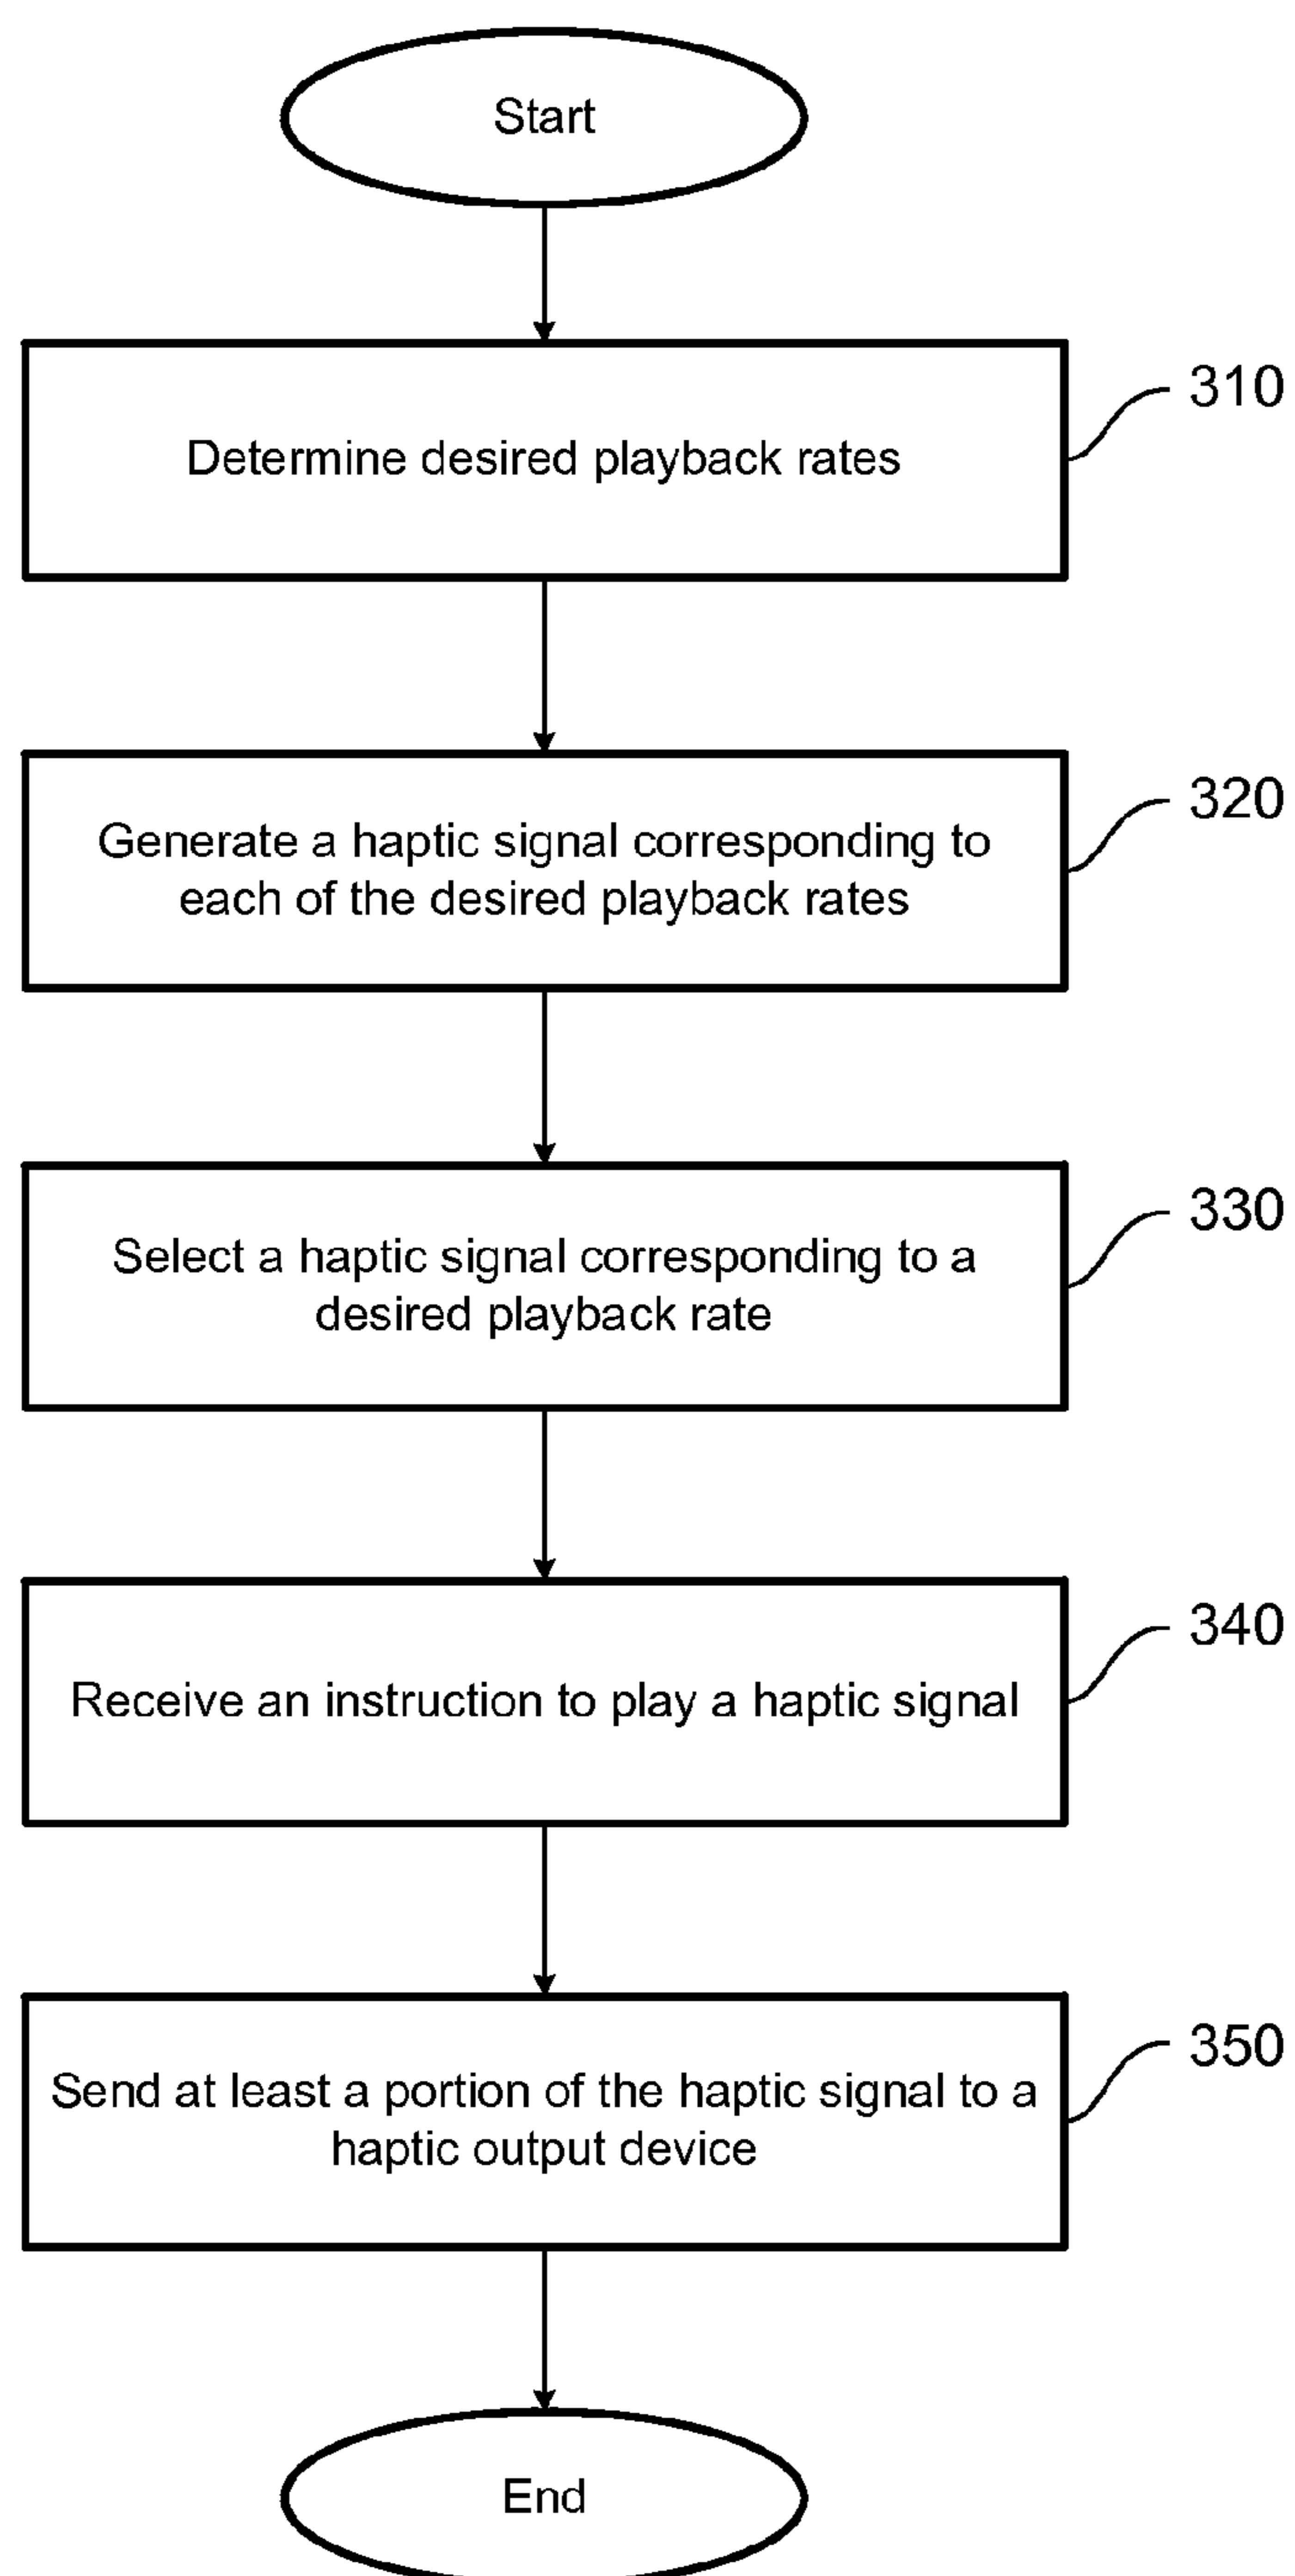 Start
310
Determine desired playback rates
320
Generate a haptic signal corresponding to
each of the desired playback rates
330
Select a haptic signal corresponding to a
desired playback rate
340
Receive an instruction to play a haptic signal
350
Send at least a portion of the haptic signal to a
haptic output device
End